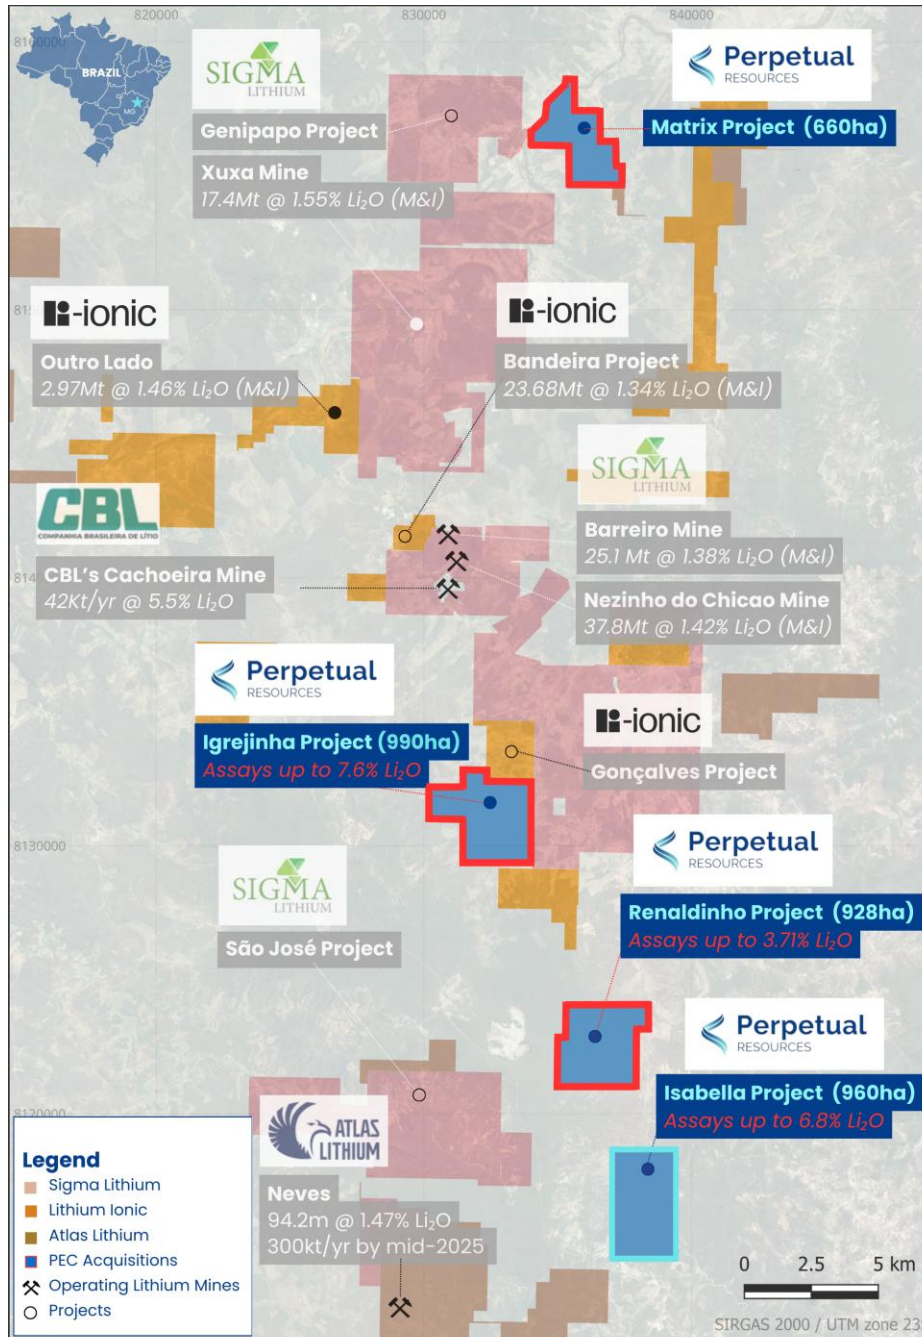 820000
830000
840000
8160000
BRAZIL
MG
SIGMA
LITHIUM
Perpetual
RESOURCES
Genipapo Project
Matrix Project (660ha)
Xuxa Mine
17.4Mt @ 1.55% Li₂O (M&I)
-ionic
-ionic
Outro Lado
2.97Mt @ 1.46% Li₂O (M&I)
Bandeira Project
23.68Mt @ 1.34% Li₂O (M&I)
SIGMA
LITHIUM
CBL
COMPANHIA BRASILEIRA DE LÍTIO
Barreiro Mine
25.1 Mt @ 1.38% Li₂O (M&I)
CBL's Cachoeira Mine
42Kt/yr @ 5.5% Li₂O
Nezinho do Chicao Mine
37.8Mt @ 1.42% Li₂O (M&I)
Perpetual
RESOURCES
-ionic
Igrejinha Project (990ha)
Assays up to 7.6% Li₂O
Gonçalves Project
8130000
SIGMA
LITHIUM
Perpetual
RESOURCES
Renaldinho Project (928ha)
Assays up to 3.71% Li₂O
São José Project
Perpetual
RESOURCES
Isabella Project (960ha)
Assays up to 6.8% Li₂O
8120000
ATLAS
LITHIUM
Neves
94.2m @ 1.47% Li₂O
300kt/yr by mid-2025
Legend
Sigma Lithium
Lithium Ionic
Atlas Lithium
PEC Acquisitions
Operating Lithium Mines
Projects
0 2.5 5 km
SIRGAS 2000 / UTM zone 23